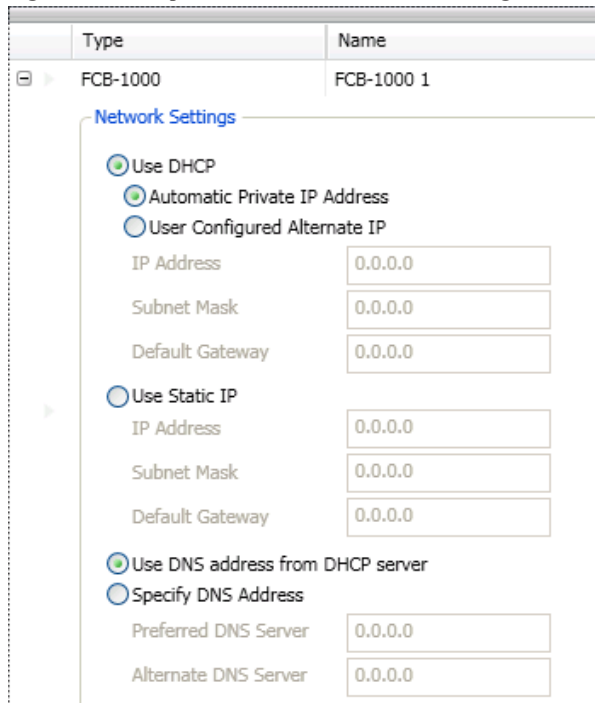 Type Name
FCB-1000 FCB-1000 1
Network Settings
Use DHCP
Automatic Private IP Address
User Configured Alternate IP
IP Address 0.0.0.0
Subnet Mask 0.0.0.0
Default Gateway 0.0.0.0
Use Static IP
IP Address 0.0.0.0
Subnet Mask 0.0.0.0
Default Gateway 0.0.0.0
Use DNS address from DHCP server
Specify DNS Address
Preferred DNS Server 0.0.0.0
Alternate DNS Server 0.0.0.0